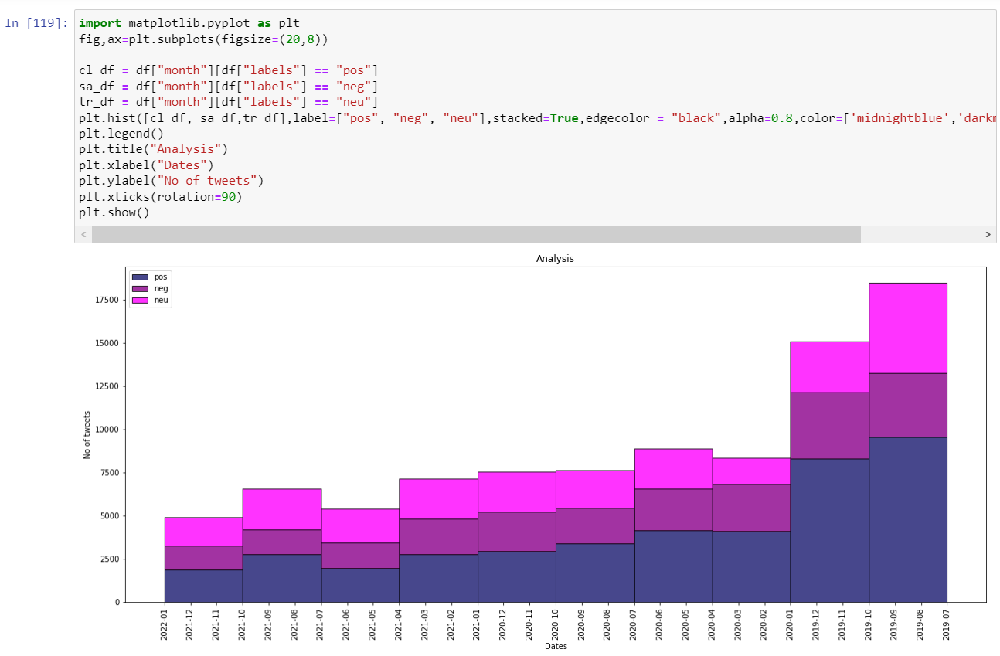 In [119]: import matplotlib.pyplot as plt
fig,ax=plt.subplots(figsize=(20,8))
cl_df = df["month"][df["labels"] == "pos"]
sa_df = df["month"][df["labels"] == "neg"]
tr_df = df["month"][df["labels"] == "neu"]
plt.hist([cl_df, sa_df,tr_df],label=["pos", "neg", "neu"],stacked=True,edgecolor = "black",alpha=0.8,color=['midnightblue','darkm
plt.legend()
plt.title("Analysis")
plt.xlabel("Dates")
plt.ylabel("No of tweets")
plt.xticks(rotation=90)
plt.show()
Analysis
pos
neg
neu
No of tweets
17500
15000
12500
10000
7500
5000
2500
0
2022-01
2021-12
2021-11
2021-10
2021-09
2021-08
2021-07
2021-06
2021-05
2021-04
2021-03
2021-02
2021-01
2020-12
2020-11
2020-10
2020-09
2020-08
2020-07
2020-06
2020-05
2020-04
2020-03
2020-02
2020-01
2019-12
2019-11
2019-10
2019-09
2019-08
2019-07
Dates